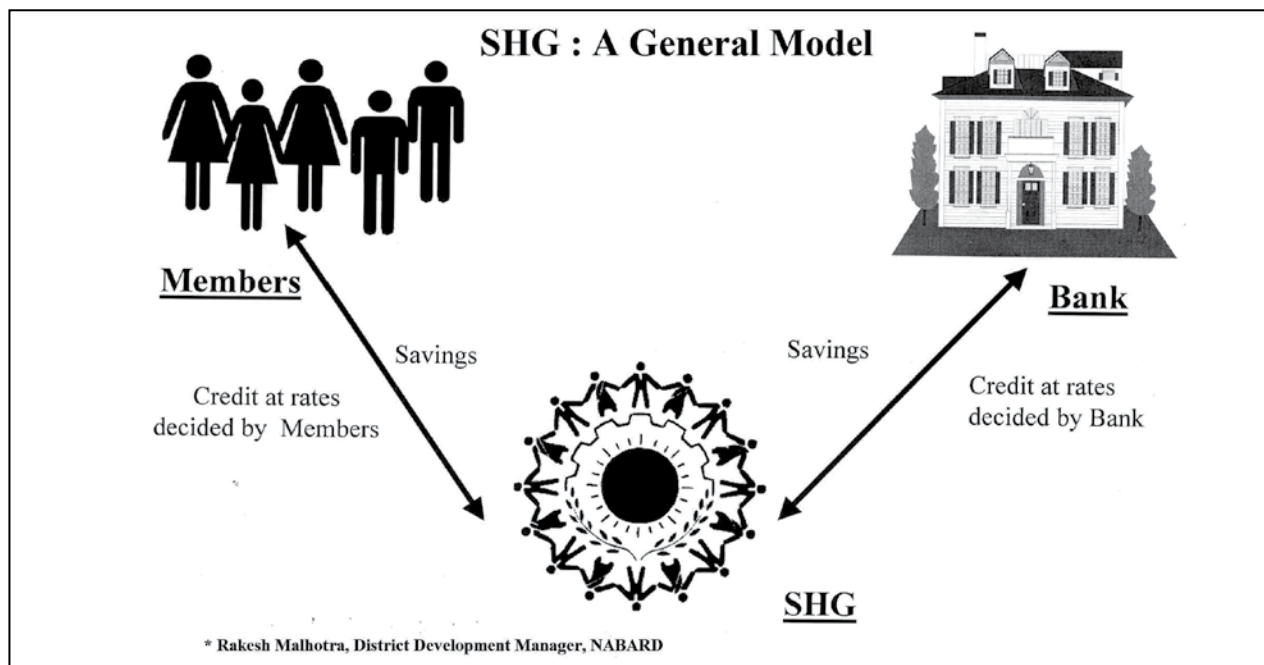 SHG : A General Model
Members
Bank
Savings
Credit at rates
decided by Members
Savings
Credit at rates
decided by Bank
SHG
* Rakesh Malhotra, District Development Manager, NABARD